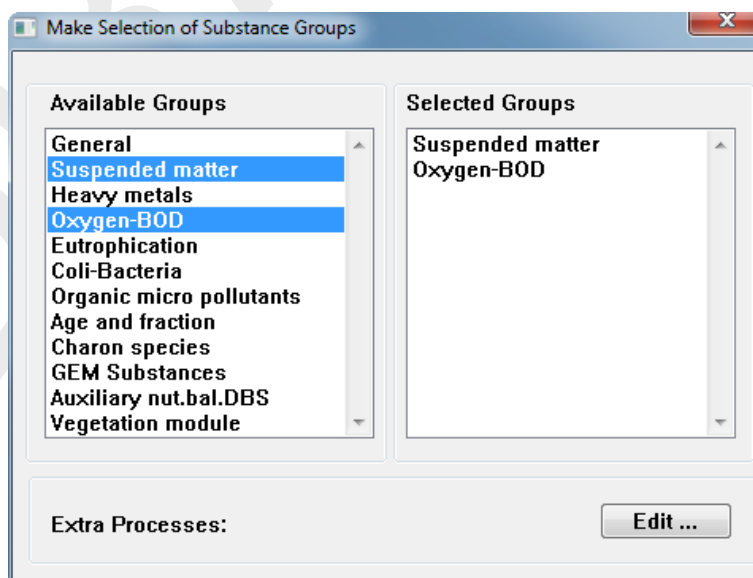 Make Selection of Substance Groups
Available Groups
General
Suspended matter
Heavy metals
Oxygen-BOD
Eutrophication
Coli-Bacteria
Organic micro pollutants
Age and fraction
Charon species
GEM Substances
Auxiliary nut.bal.DBS
Vegetation module
Selected Groups
Suspended matter
Oxygen-BOD
Extra Processes:
Edit ...